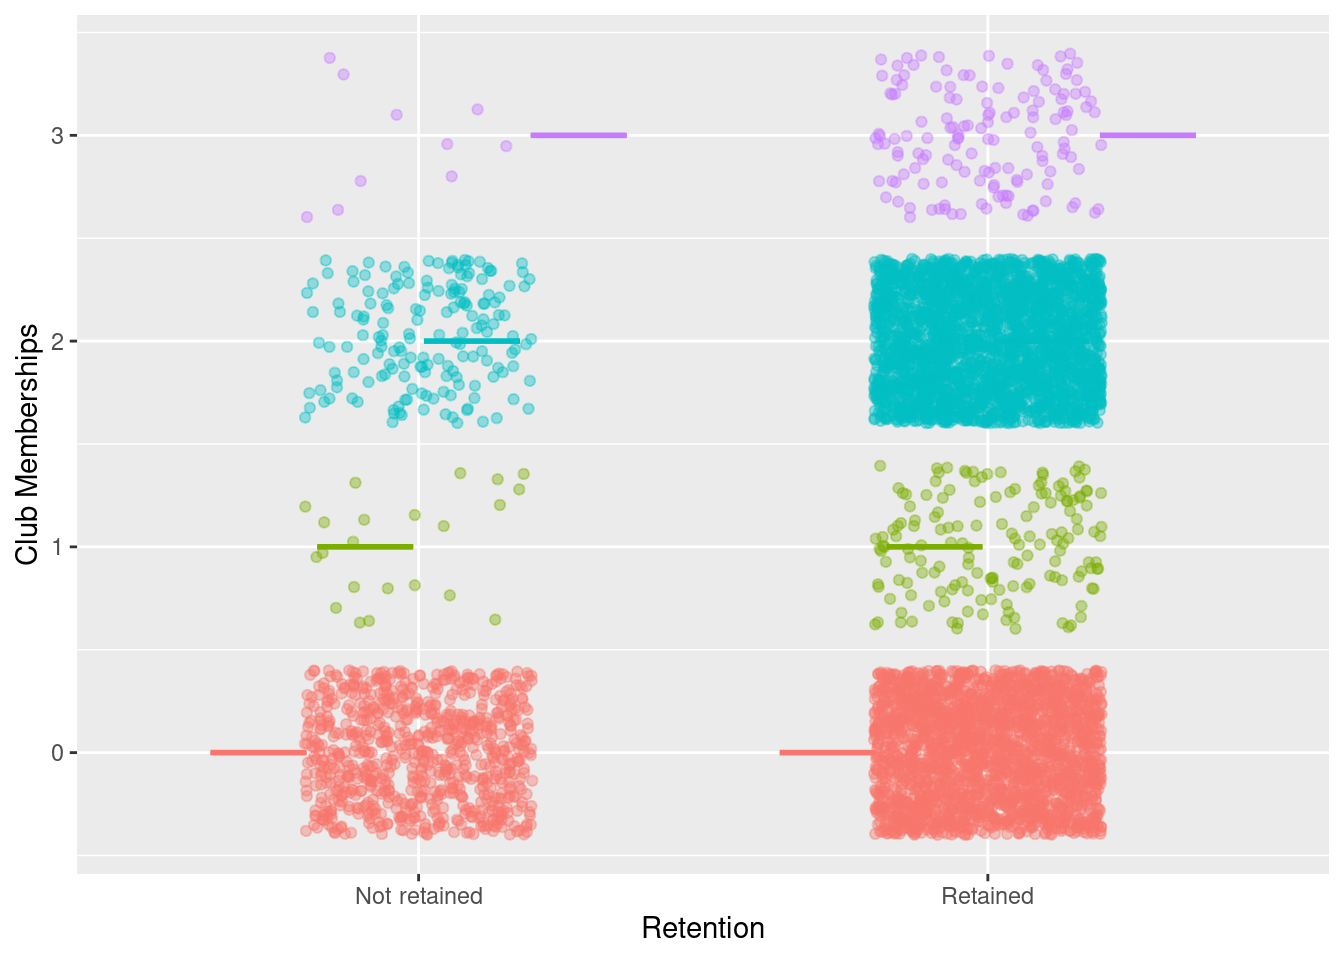 Club Memberships
3
2
1
0
Not retained
Retained
Retention